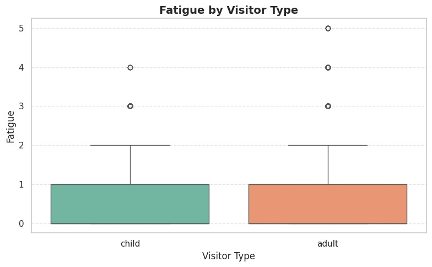 Fatigue by Visitor Type
5
4
3
2
1
0
Fatigue
child
adult
Visitor Type